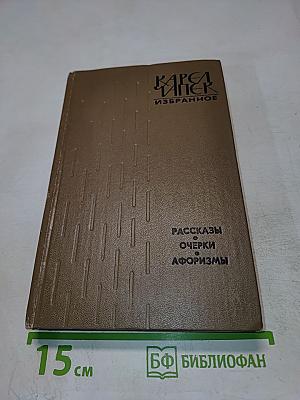 КАРЕЛ
ЧАПЕК
ИЗБРАННОЕ
РАССКАЗЫ
ОЧЕРКИ
АФОРИЗМЫ
15 см
БФ БИБЛИОФАН